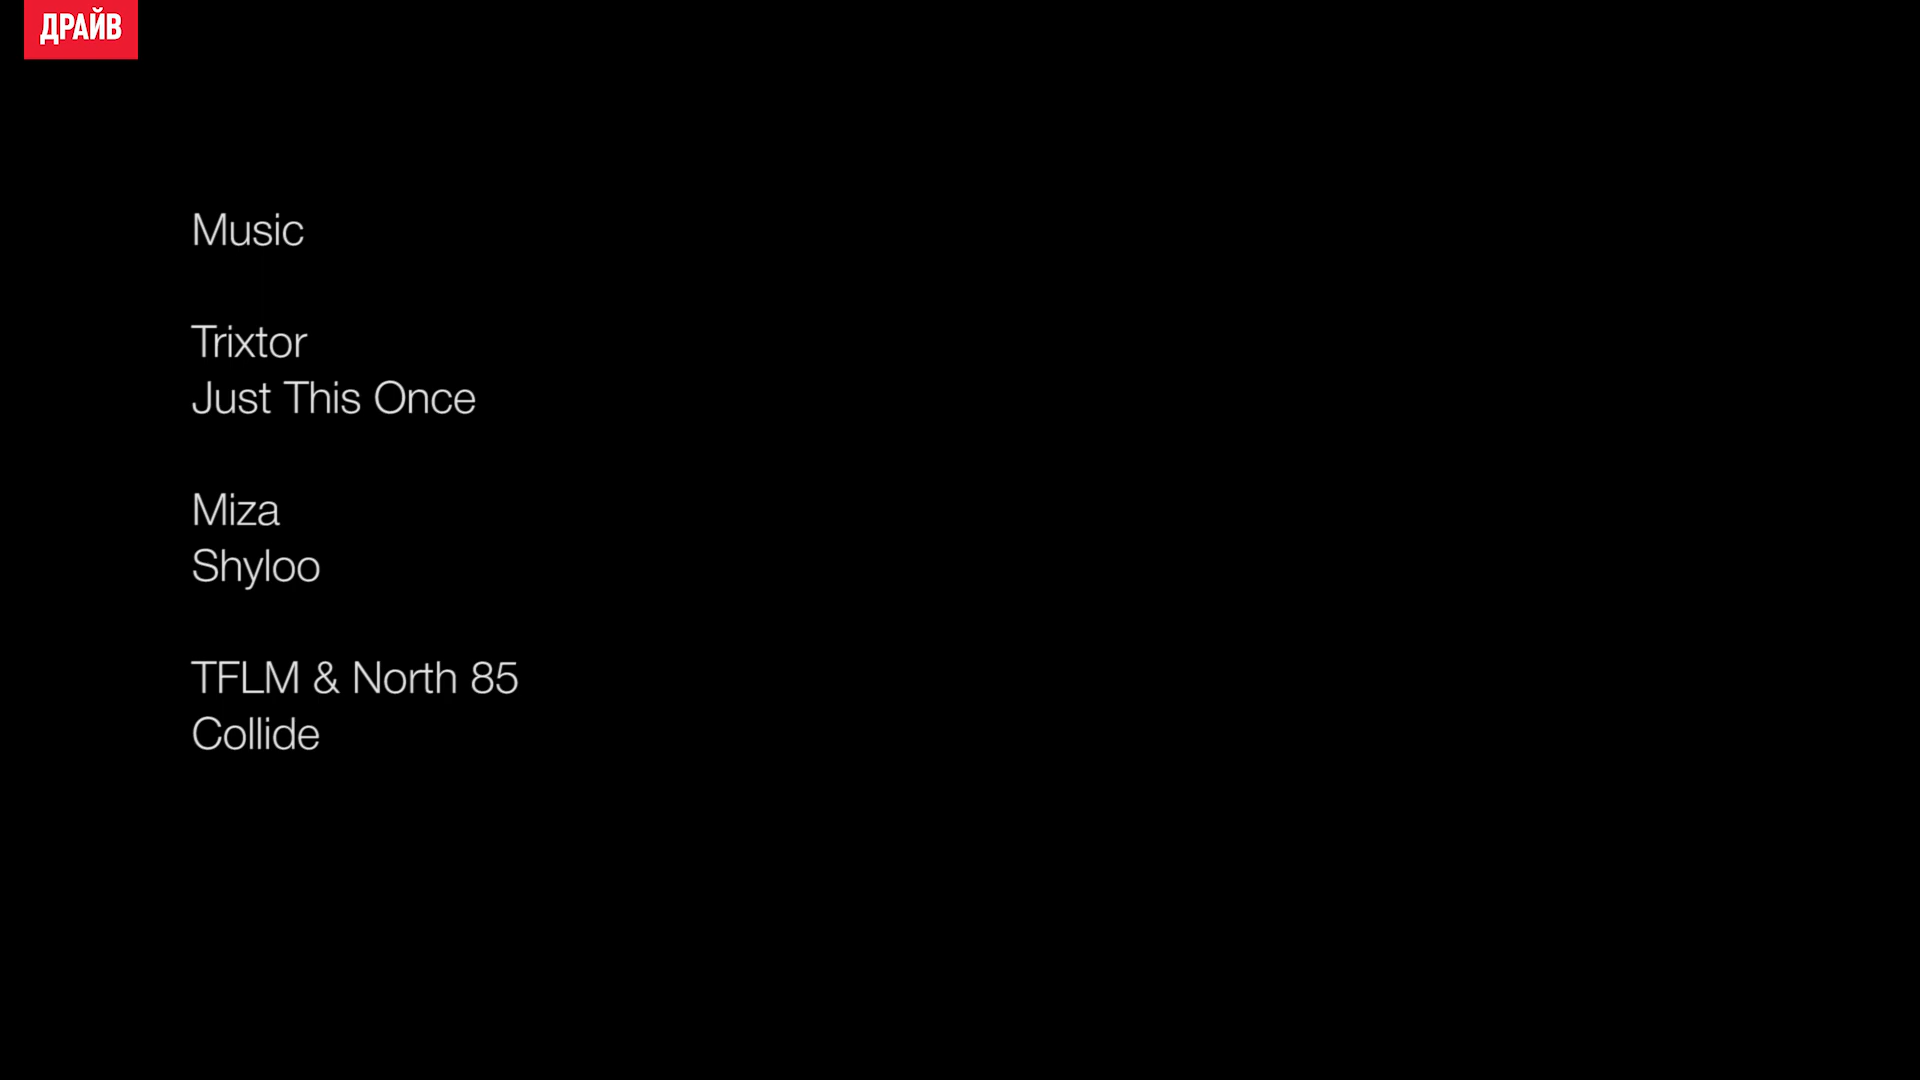 ДРАЙВ
Music
Trixtor
Just This Once
Miza
Shyloo
TFLM & North 85
Collide